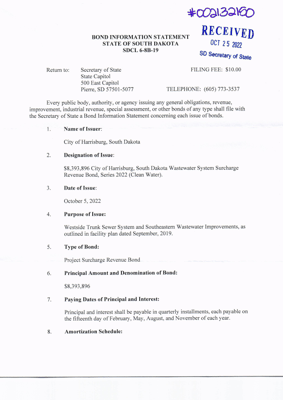 #002132160
RECEIVED
OCT 25 2022
SD Secretary of State
BOND INFORMATION STATEMENT
STATE OF SOUTH DAKOTA
SDCL 6-8B-19
Return to: Secretary of State FILING FEE: $10.00
State Capitol
500 East Capitol
Pierre, SD 57501-5077 TELEPHONE: (605) 773-3537
Every public body, authority, or agency issuing any general obligations, revenue,
improvement, industrial revenue, special assessment, or other bonds of any type shall file with
the Secretary of State a Bond Information Statement concerning each issue of bonds.
1. Name of Issuer:
City of Harrisburg, South Dakota
2. Designation of Issue:
$8,393,896 City of Harrisburg, South Dakota Wastewater System Surcharge
Revenue Bond, Series 2022 (Clean Water).
3. Date of Issue:
October 5, 2022
4. Purpose of Issue:
Westside Trunk Sewer System and Southeastern Wastewater Improvements, as
outlined in facility plan dated September, 2019.
5. Type of Bond:
Project Surcharge Revenue Bond
6. Principal Amount and Denomination of Bond:
$8,393,896
7. Paying Dates of Principal and Interest:
Principal and interest shall be payable in quarterly installments, each payable on
the fifteenth day of February, May, August, and November of each year.
8. Amortization Schedule: